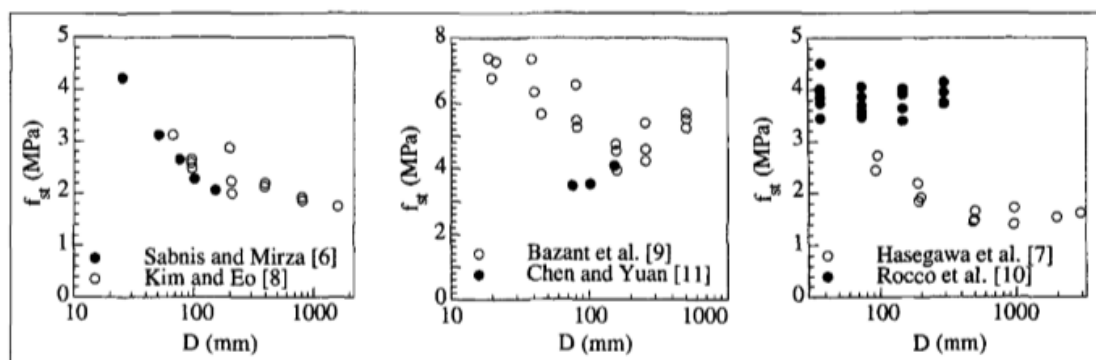 5
4
3
2
1
0
f_st (MPa)
Sabnis and Mirza [6]
Kim and Eo [8]
10 100 1000
D (mm)
8
6
4
2
0
f_st (MPa)
Bazant et al. [9]
Chen and Yuan [11]
10 100 1000
D (mm)
5
4
3
2
1
0
f_st (MPa)
Hasegawa et al. [7]
Rocco et al. [10]
100 1000
D (mm)